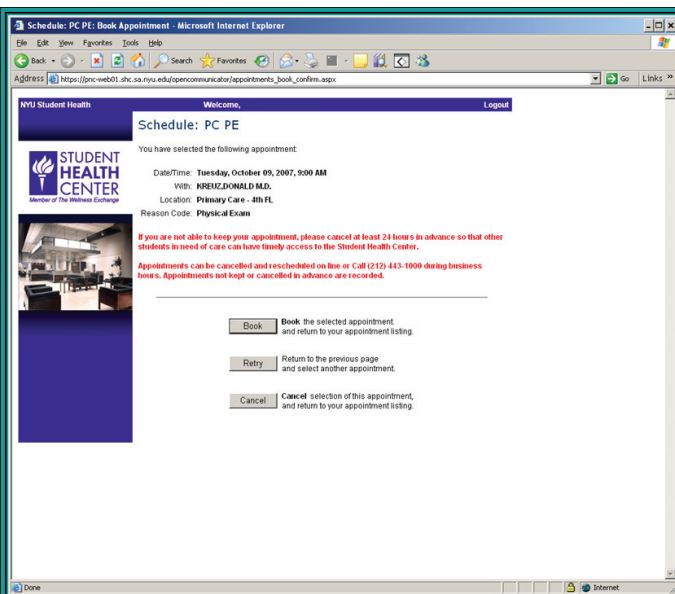 Schedule: PC PE: Book Appointment - Microsoft Internet Explorer
File Edit View Favorites Tools Help
Back Search Favorites
Address https://pnc-web01.shc.sa.nyu.edu/opencommunicator/appointments_book_confirm.aspx Go Links »
NYU Student Health Welcome, Logout
Schedule: PC PE
STUDENT
HEALTH
CENTER
Member of The Wellness Exchange
You have selected the following appointment:
Date/Time: Tuesday, October 09, 2007, 9:00 AM
With: KREUZ,DONALD M.D.
Location: Primary Care - 4th FL
Reason Code: Physical Exam
If you are not able to keep your appointment, please cancel at least 24 hours in advance so that other
students in need of care can have timely access to the Student Health Center.
Appointments can be cancelled and rescheduled on line or Call (212) 443-1000 during business
hours. Appointments not kept or cancelled in advance are recorded.
Book Book the selected appointment.
and return to your appointment listing.
Retry Return to the previous page
and select another appointment.
Cancel Cancel selection of this appointment,
and return to your appointment listing.
Done Internet